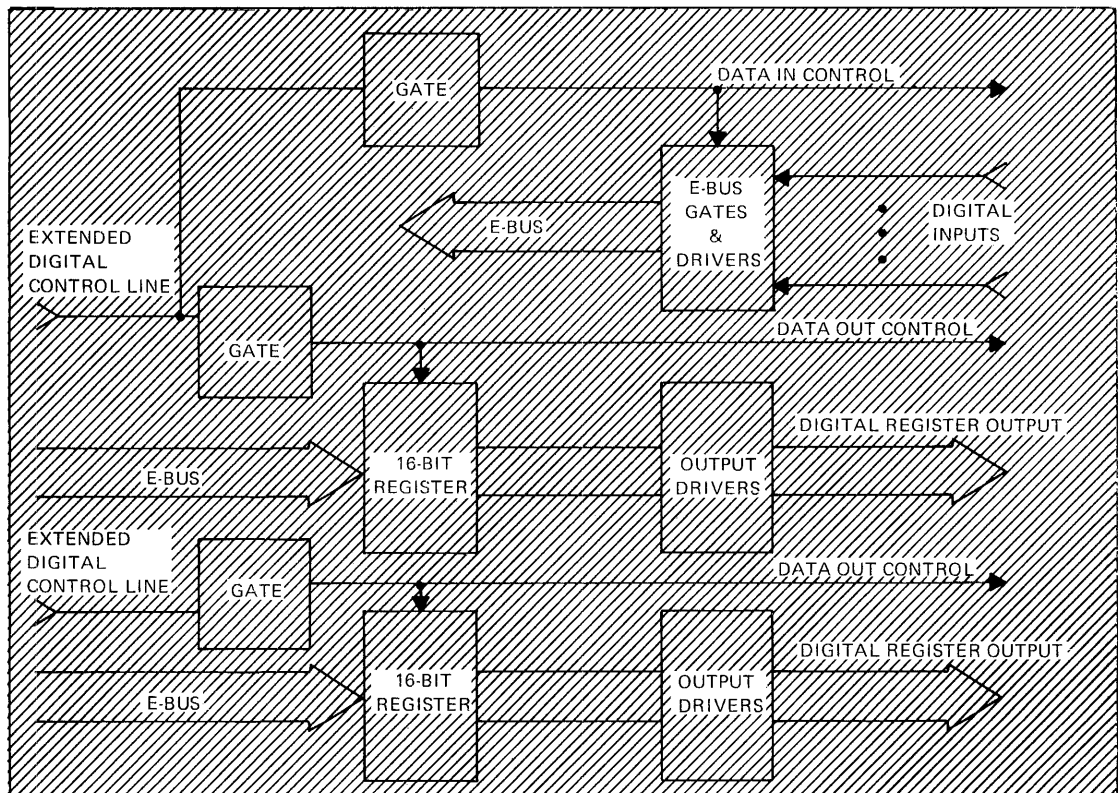 GATE
DATA IN CONTROL
E-BUS
GATES
&
DRIVERS
E-BUS
DIGITAL
INPUTS
EXTENDED
DIGITAL
CONTROL LINE
GATE
DATA OUT CONTROL
E-BUS
16-BIT
REGISTER
OUTPUT
DRIVERS
DIGITAL REGISTER OUTPUT
EXTENDED
DIGITAL
CONTROL LINE
GATE
DATA OUT CONTROL
E-BUS
16-BIT
REGISTER
OUTPUT
DRIVERS
DIGITAL REGISTER OUTPUT